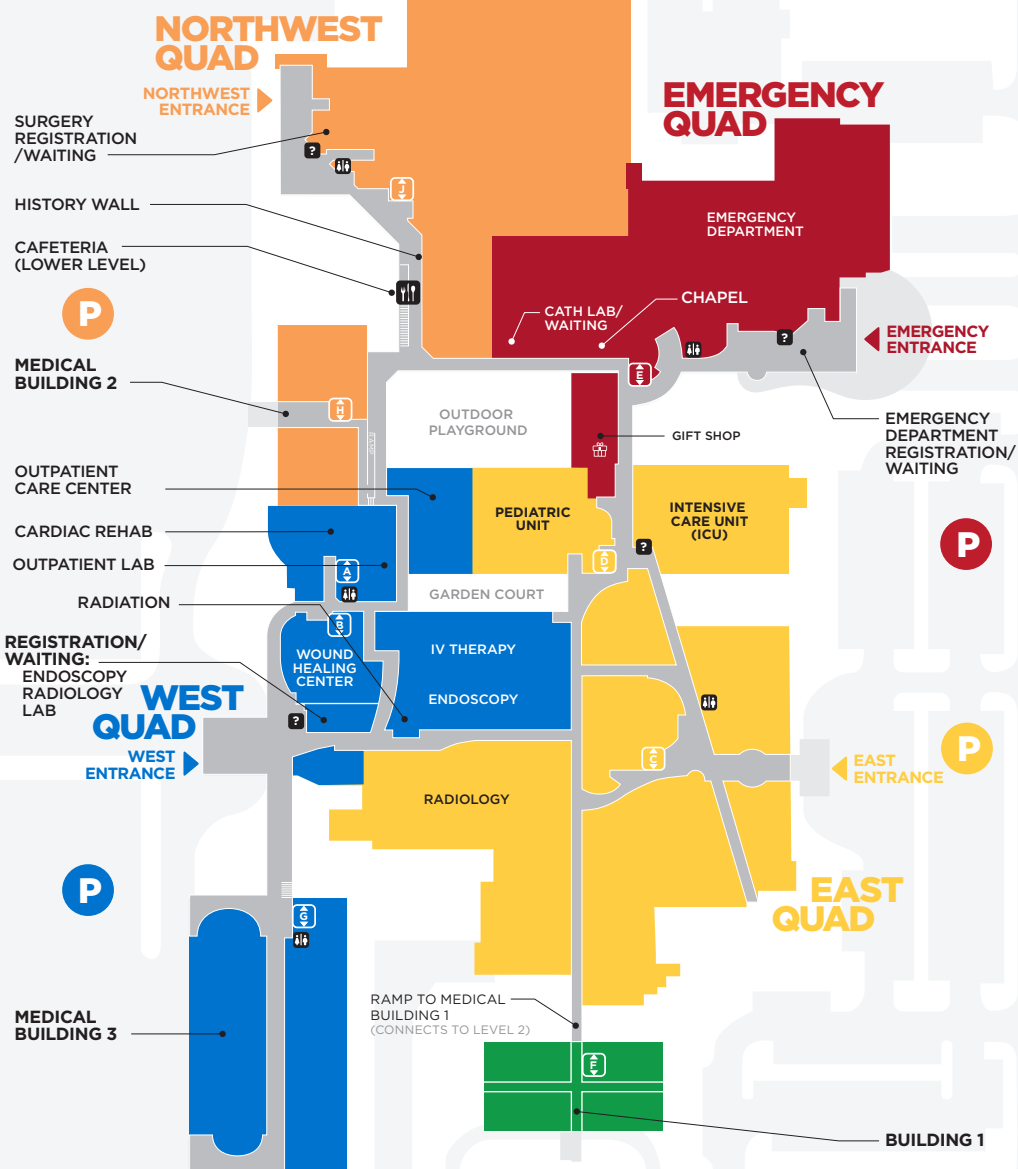 NORTHWEST
QUAD
NORTHWEST
ENTRANCE
SURGERY
REGISTRATION
/WAITING
?
J
HISTORY WALL
CAFETERIA
(LOWER LEVEL)
P
MEDICAL
BUILDING 2
H
RAMP
EMERGENCY
QUAD
EMERGENCY
DEPARTMENT
CATH LAB/
WAITING
CHAPEL
?
E
EMERGENCY
ENTRANCE
EMERGENCY
DEPARTMENT
REGISTRATION/
WAITING
OUTDOOR
PLAYGROUND
GIFT SHOP
P
OUTPATIENT
CARE CENTER
CARDIAC REHAB
OUTPATIENT LAB
RADIATION
REGISTRATION/
WAITING:
ENDOSCOPY
RADIOLOGY
LAB
A
B
PEDIATRIC
UNIT
INTENSIVE
CARE UNIT
(ICU)
?
D
GARDEN COURT
IV THERAPY
ENDOSCOPY
WOUND
HEALING
CENTER
?
WEST
QUAD
WEST
ENTRANCE
P
RADIOLOGY
C
EAST
ENTRANCE
P
EAST
QUAD
G
MEDICAL
BUILDING 3
RAMP TO MEDICAL
BUILDING 1
(CONNECTS TO LEVEL 2)
F
BUILDING 1